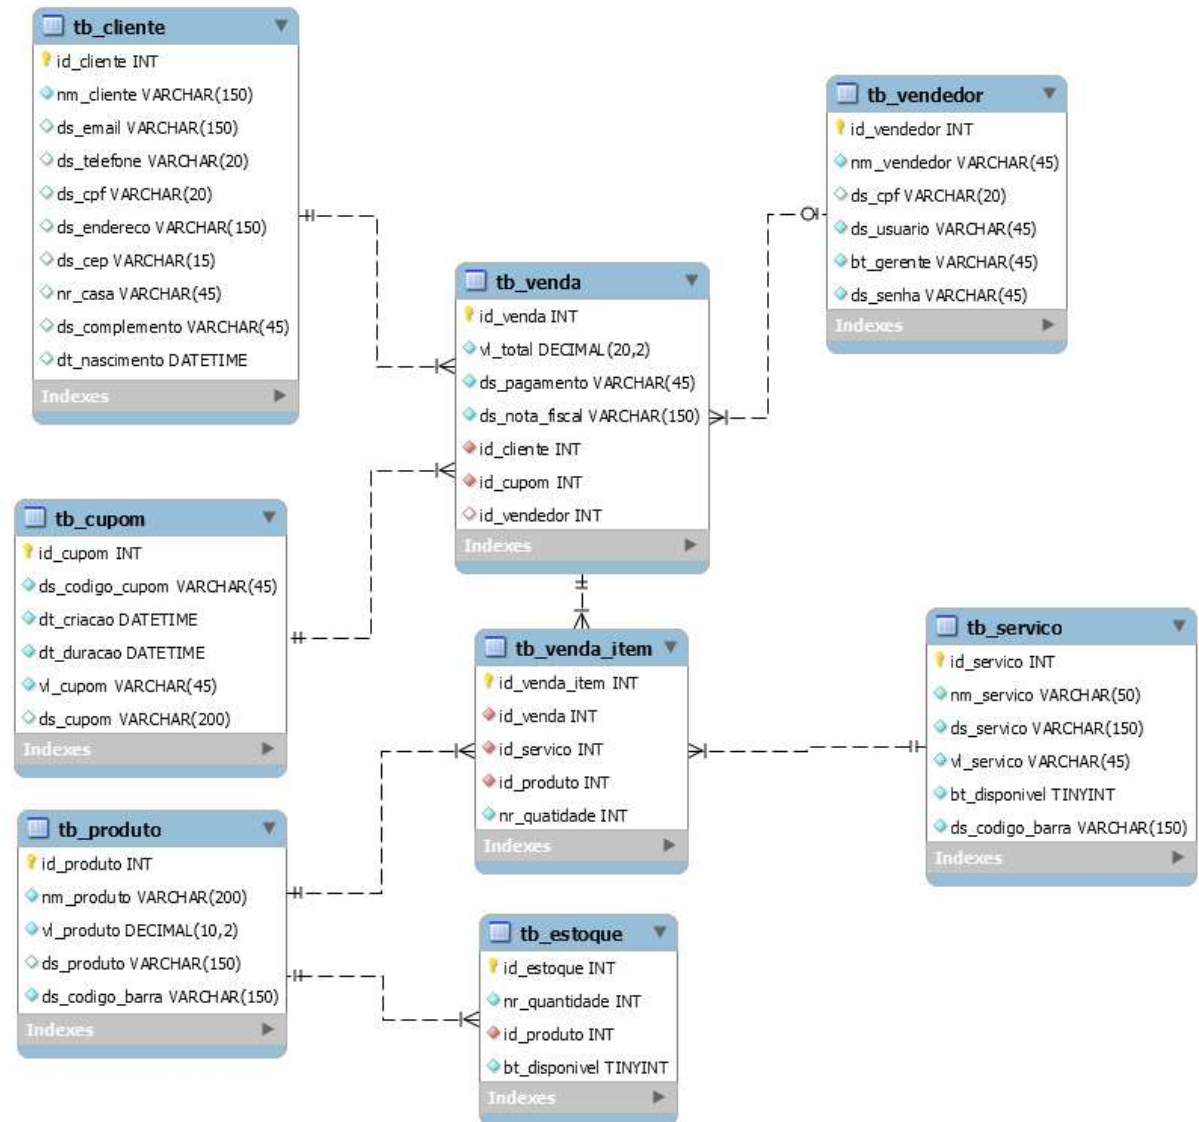 tb_cliente
id_cliente INT
nm_cliente VARCHAR(150)
ds_email VARCHAR(150)
ds_telefone VARCHAR(20)
ds_cpf VARCHAR(20)
ds_endereco VARCHAR(150)
ds_cep VARCHAR(15)
nr_casa VARCHAR(45)
ds_complemento VARCHAR(45)
dt_nascimento DATETIME
Indexes
tb_vendedor
id_vendedor INT
nm_vendedor VARCHAR(45)
ds_cpf VARCHAR(20)
ds_usuario VARCHAR(45)
bt_gerente VARCHAR(45)
ds_senha VARCHAR(45)
Indexes
tb_venda
id_venda INT
vl_total DECIMAL(20,2)
ds_pagamento VARCHAR(45)
ds_nota_fiscal VARCHAR(150)
id_cliente INT
id_cupom INT
id_vendedor INT
Indexes
tb_cupom
id_cupom INT
ds_codigo_cupom VARCHAR(45)
dt_criacao DATETIME
dt_duracao DATETIME
vl_cupom VARCHAR(45)
ds_cupom VARCHAR(200)
Indexes
tb_venda_item
id_venda_item INT
id_venda INT
id_servico INT
id_produto INT
nr_quatidade INT
Indexes
tb_servico
id_servico INT
nm_servico VARCHAR(50)
ds_servico VARCHAR(150)
vl_servico VARCHAR(45)
bt_disponivel TINYINT
ds_codigo_barra VARCHAR(150)
Indexes
tb_produto
id_produto INT
nm_produto VARCHAR(200)
vl_produto DECIMAL(10,2)
ds_produto VARCHAR(150)
ds_codigo_barra VARCHAR(150)
Indexes
tb_estoque
id_estoque INT
nr_quantidade INT
id_produto INT
bt_disponivel TINYINT
Indexes